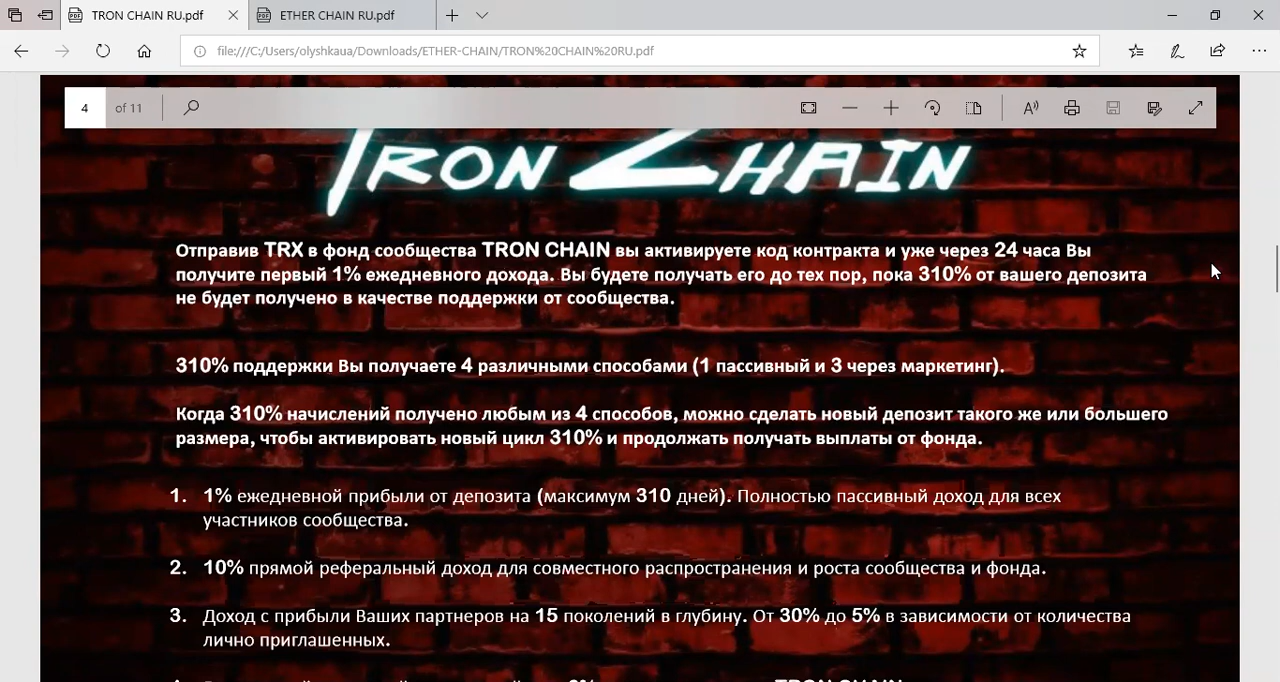 TRON CHAIN RU.pdf
ETHER CHAIN RU.pdf
file:///C:/Users/olyshkaua/Downloads/ETHER-CHAIN/TRON%20CHAIN%20RU.pdf
4 of 11
TRON CHAIN
Отправив TRX в фонд сообщества TRON CHAIN вы активируете код контракта и уже через 24 часа Вы
получите первый 1% ежедневного дохода. Вы будете получать его до тех пор, пока 310% от вашего депозита
не будет получено в качестве поддержки от сообщества.
310% поддержки Вы получаете 4 различными способами (1 пассивный и 3 через маркетинг).
Когда 310% начислений получено любым из 4 способов, можно сделать новый депозит такого же или большего
размера, чтобы активировать новый цикл 310% и продолжать получать выплаты от фонда.
1. 1% ежедневной прибыли от депозита (максимум 310 дней). Полностью пассивный доход для всех
участников сообщества.
2. 10% прямой реферальный доход для совместного распространения и роста сообщества и фонда.
3. Доход с прибыли Ваших партнеров на 15 поколений в глубину. От 30% до 5% в зависимости от количества
лично приглашенных.